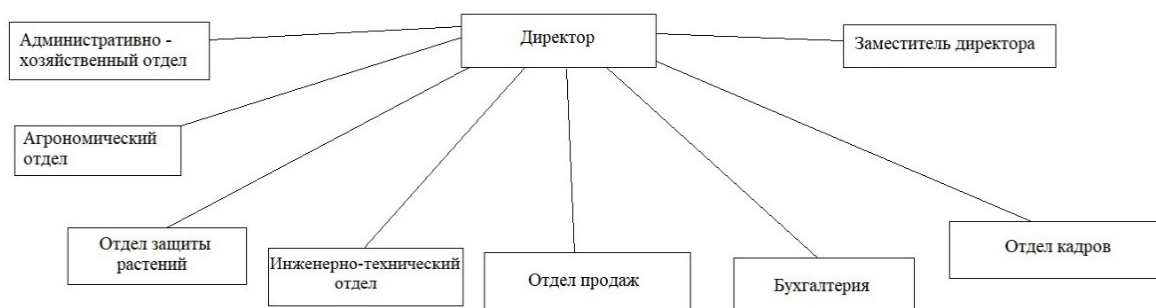 Административно -
хозяйственный отдел
Директор
Заместитель директора
Агрономический
отдел
Отдел защиты
растений
Инженерно-технический
отдел
Отдел продаж
Бухгалтерия
Отдел кадров